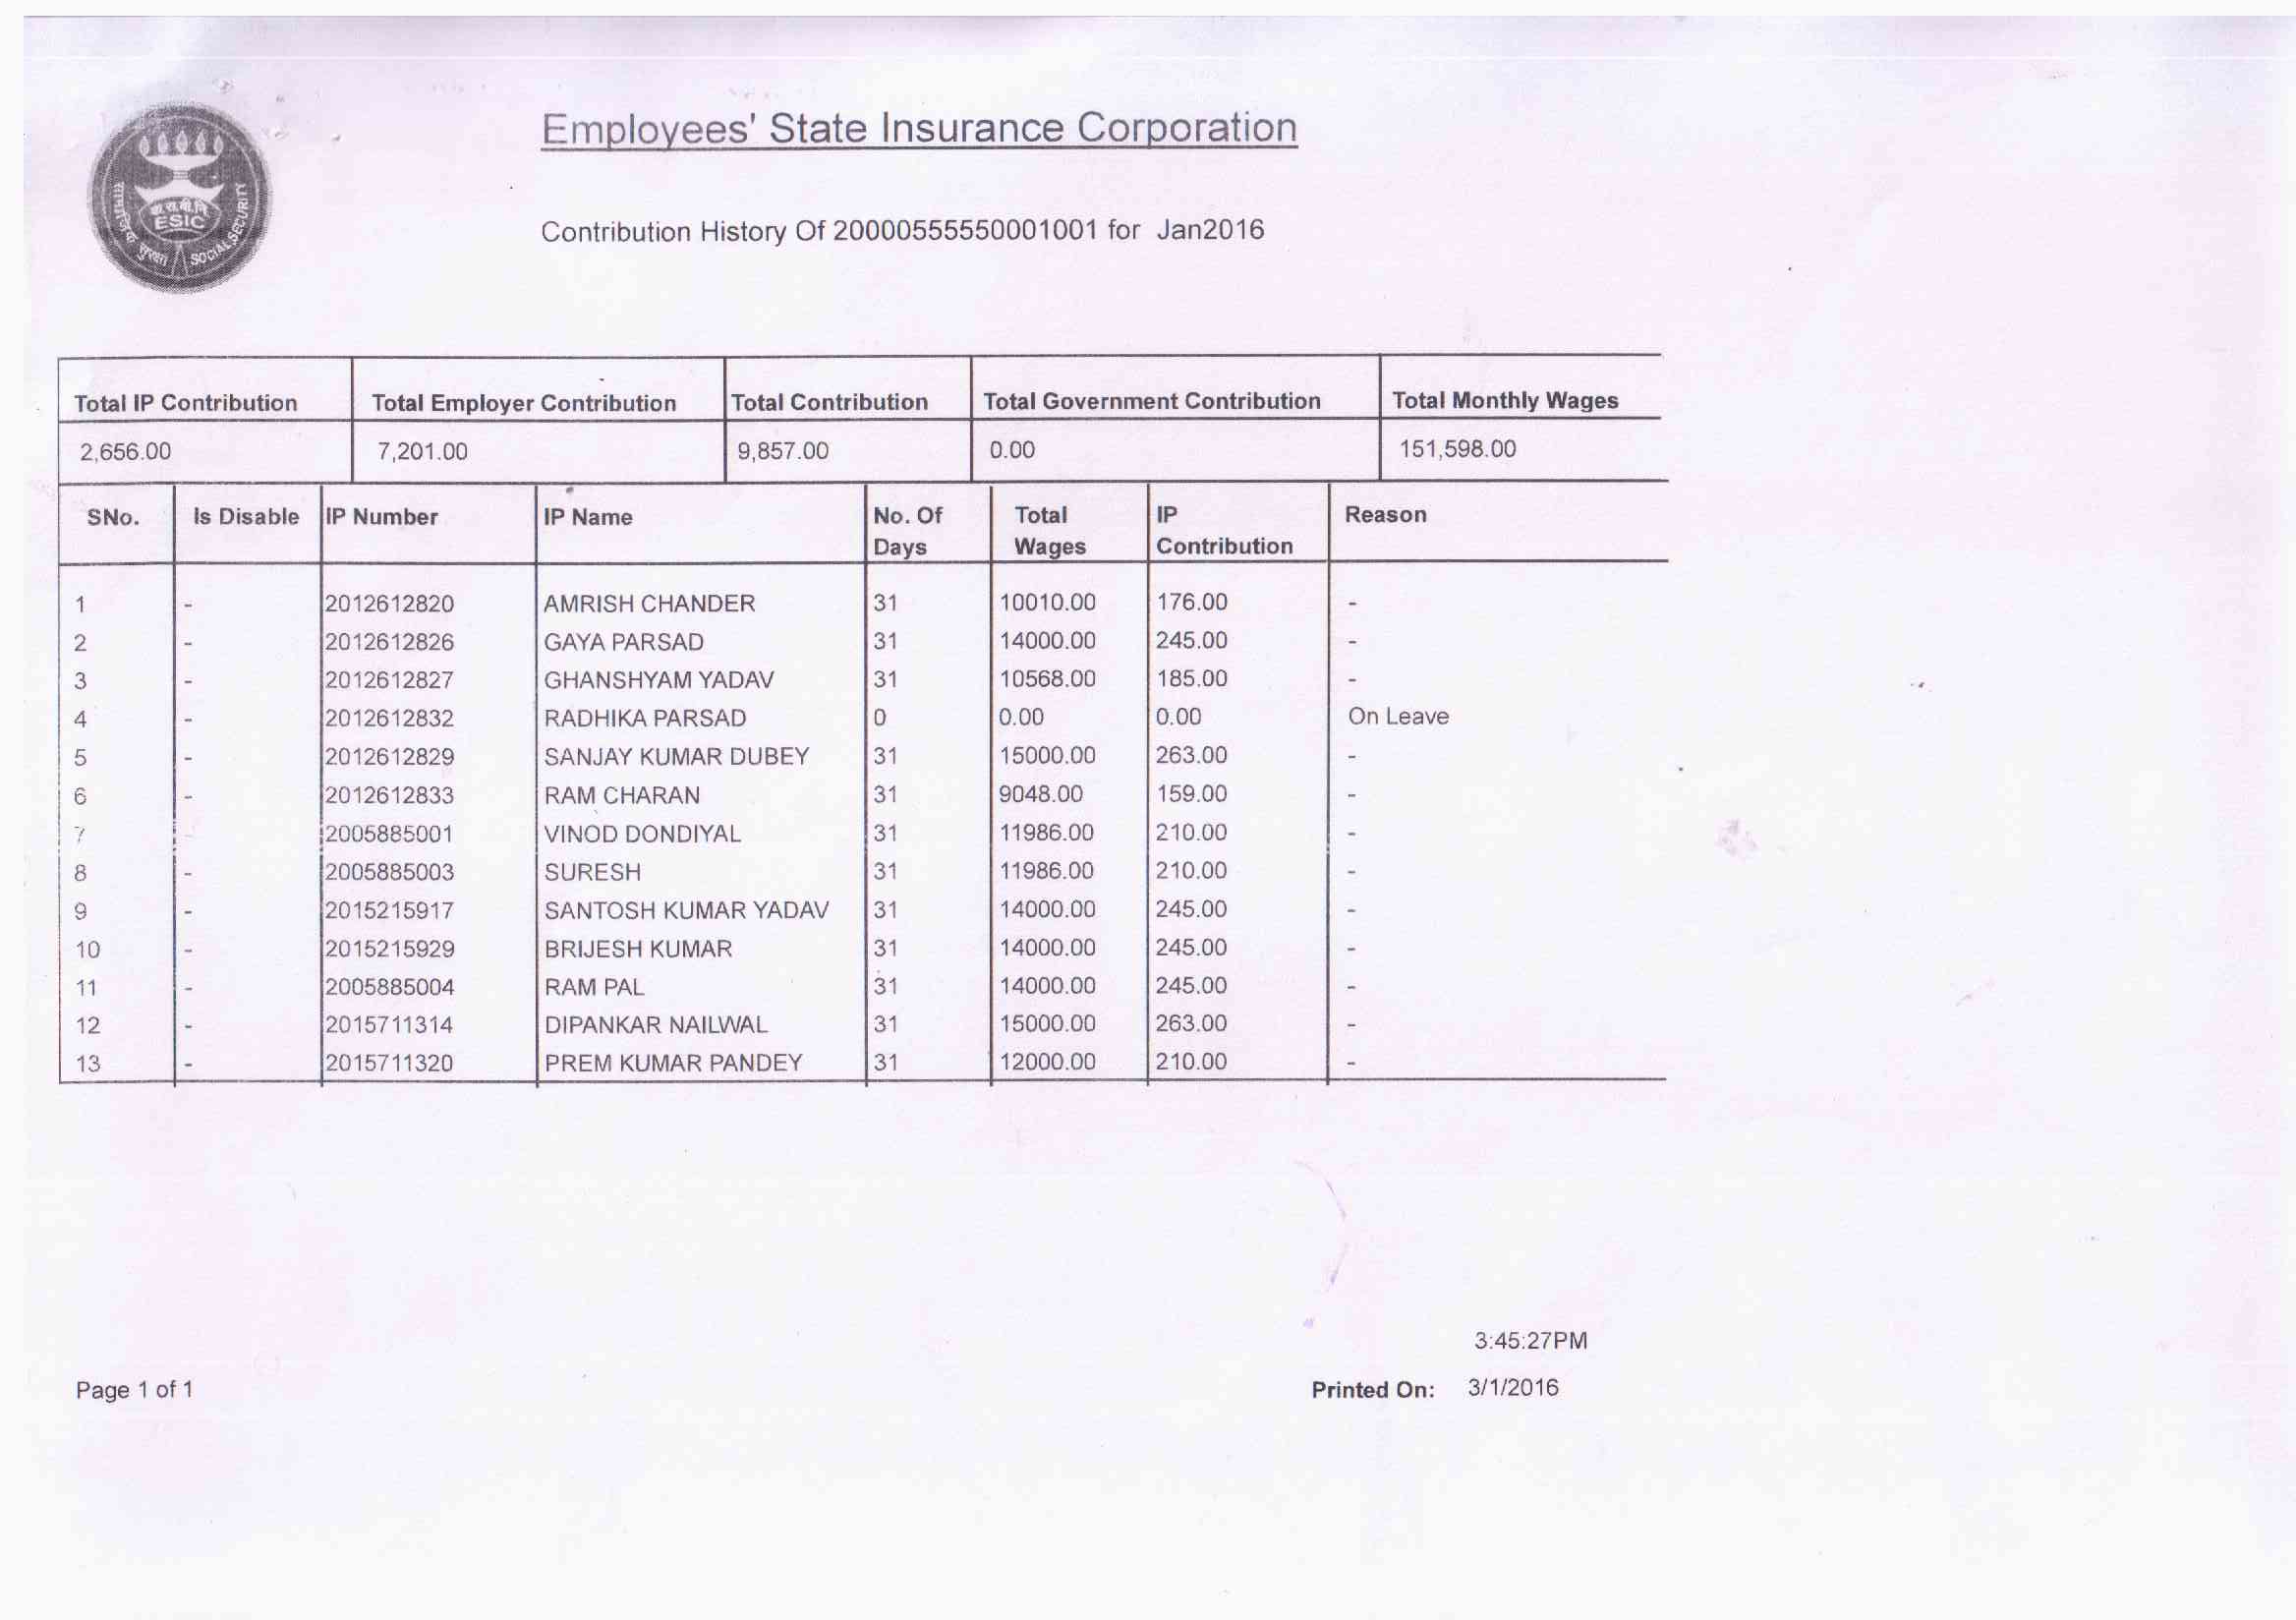 क.रा.बी.नि.
ESIC
सामाजिक सुरक्षा SOCIAL SECURITY
Employees' State Insurance Corporation
Contribution History Of 20000555550001001 for Jan2016
Total IP Contribution Total Employer Contribution Total Contribution Total Government Contribution Total Monthly Wages
2,656.00 7,201.00 9,857.00 0.00 151,598.00
SNo. Is Disable IP Number IP Name No. Of Days Total Wages IP Contribution Reason
1 - 2012612820 AMRISH CHANDER 31 10010.00 176.00 -
2 - 2012612826 GAYA PARSAD 31 14000.00 245.00 -
3 - 2012612827 GHANSHYAM YADAV 31 10568.00 185.00 -
4 - 2012612832 RADHIKA PARSAD 0 0.00 0.00 On Leave
5 - 2012612829 SANJAY KUMAR DUBEY 31 15000.00 263.00 -
6 - 2012612833 RAM CHARAN 31 9048.00 159.00 -
7 - 2005885001 VINOD DONDIYAL 31 11986.00 210.00 -
8 - 2005885003 SURESH 31 11986.00 210.00 -
9 - 2015215917 SANTOSH KUMAR YADAV 31 14000.00 245.00 -
10 - 2015215929 BRIJESH KUMAR 31 14000.00 245.00 -
11 - 2005885004 RAM PAL 31 14000.00 245.00 -
12 - 2015711314 DIPANKAR NAILWAL 31 15000.00 263.00 -
13 - 2015711320 PREM KUMAR PANDEY 31 12000.00 210.00 -
3:45:27PM
Page 1 of 1 Printed On: 3/1/2016